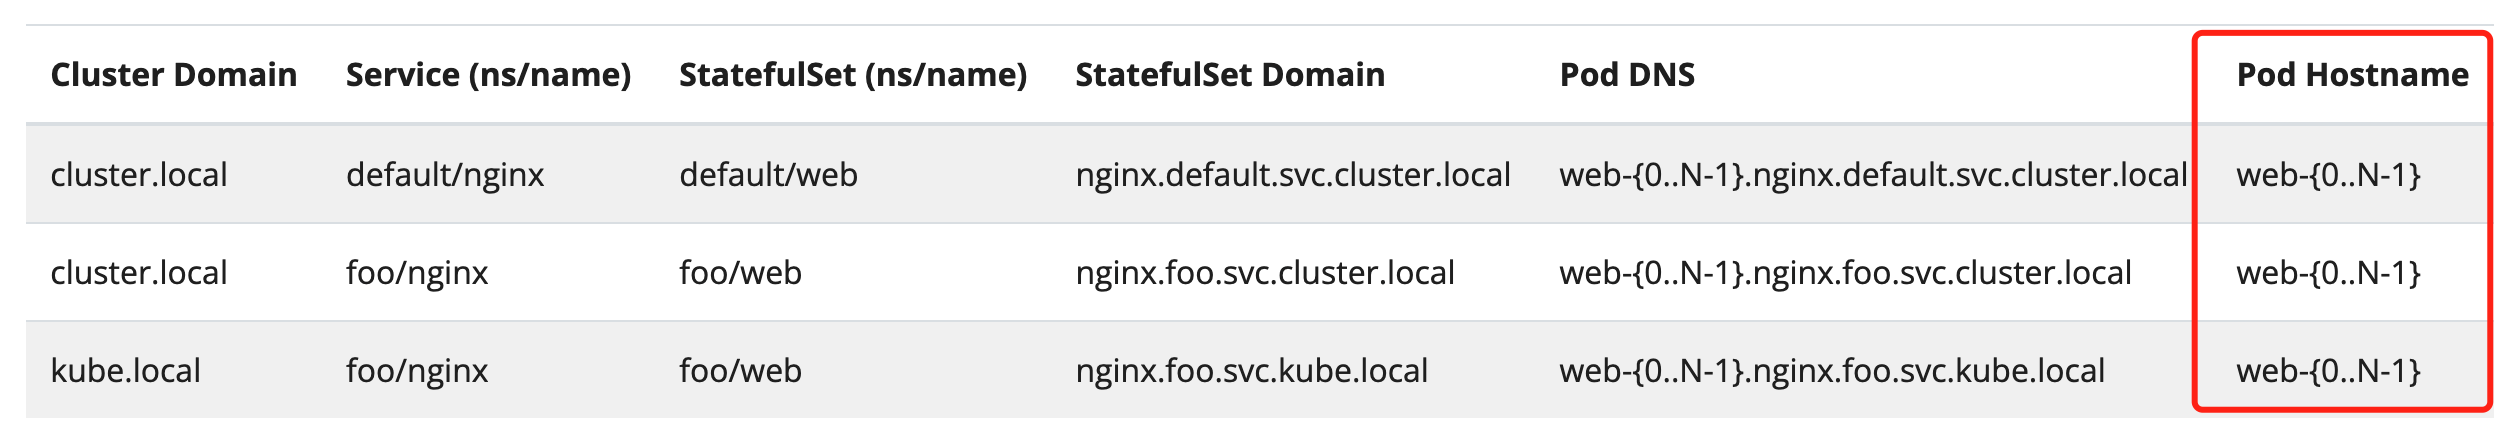 Cluster Domain Service (ns/name) StatefulSet (ns/name) StatefulSet Domain Pod DNS Pod Hostname
cluster.local default/nginx default/web nginx.default.svc.cluster.local web-{0..N-1}.nginx.default.svc.cluster.local web-{0..N-1}
cluster.local foo/nginx foo/web nginx.foo.svc.cluster.local web-{0..N-1}.nginx.foo.svc.cluster.local web-{0..N-1}
kube.local foo/nginx foo/web nginx.foo.svc.kube.local web-{0..N-1}.nginx.foo.svc.kube.local web-{0..N-1}